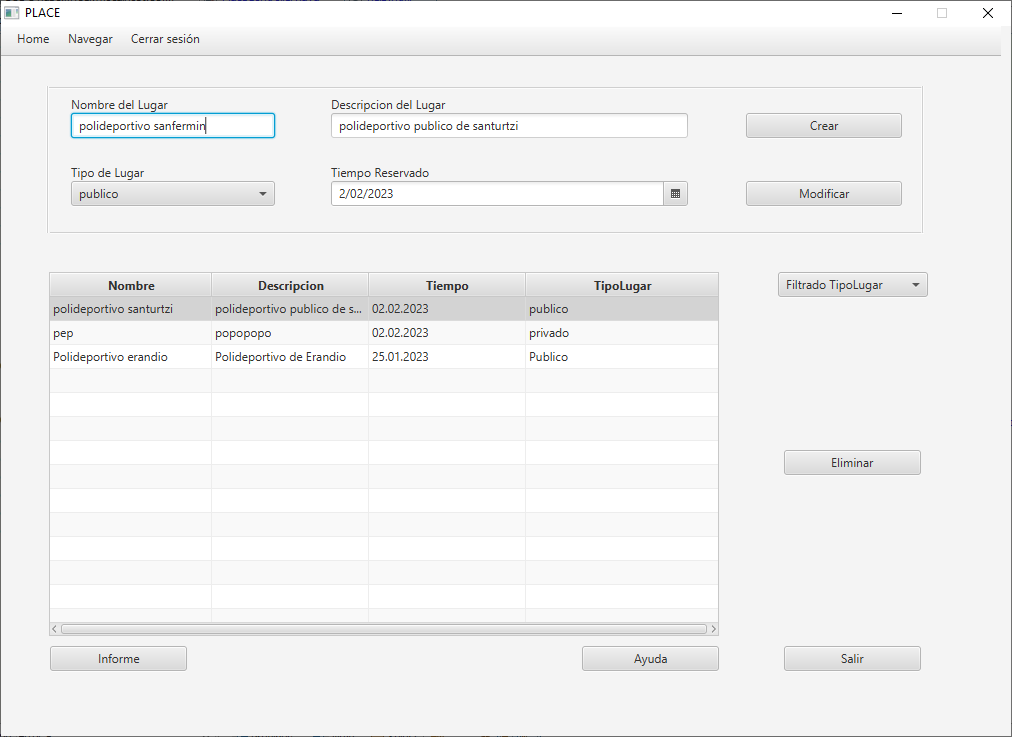 PLACE
Home Navegar Cerrar sesión
Nombre del Lugar Descripcion del Lugar
polideportivo sanfermin polideportivo publico de santurtzi Crear
Tipo de Lugar Tiempo Reservado
publico 2/02/2023 Modificar
Nombre Descripcion Tiempo TipoLugar Filtrado TipoLugar
polideportivo santurtzi polideportivo publico de s... 02.02.2023 publico
pep popopopo 02.02.2023 privado
Polideportivo erandio Polideportivo de Erandio 25.01.2023 Publico
Eliminar
Informe Ayuda Salir